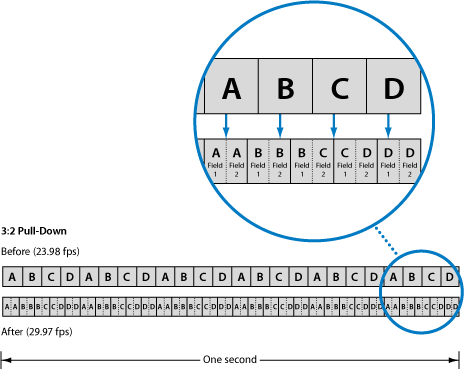 A B C D
A A B B B C C D D D
Field Field Field Field Field Field Field Field Field Field
1 2 1 2 1 2 1 2 1 2
3:2 Pull-Down
Before (23.98 fps)
A B C D A B C D A B C D A B C D A B C D A B C D
A A B B B C C D D D A A B B B C C D D D A A B B B C C D D D A A B B B C C D D D A A B B B C C D D D A A B B B C C D D D
After (29.97 fps)
One second